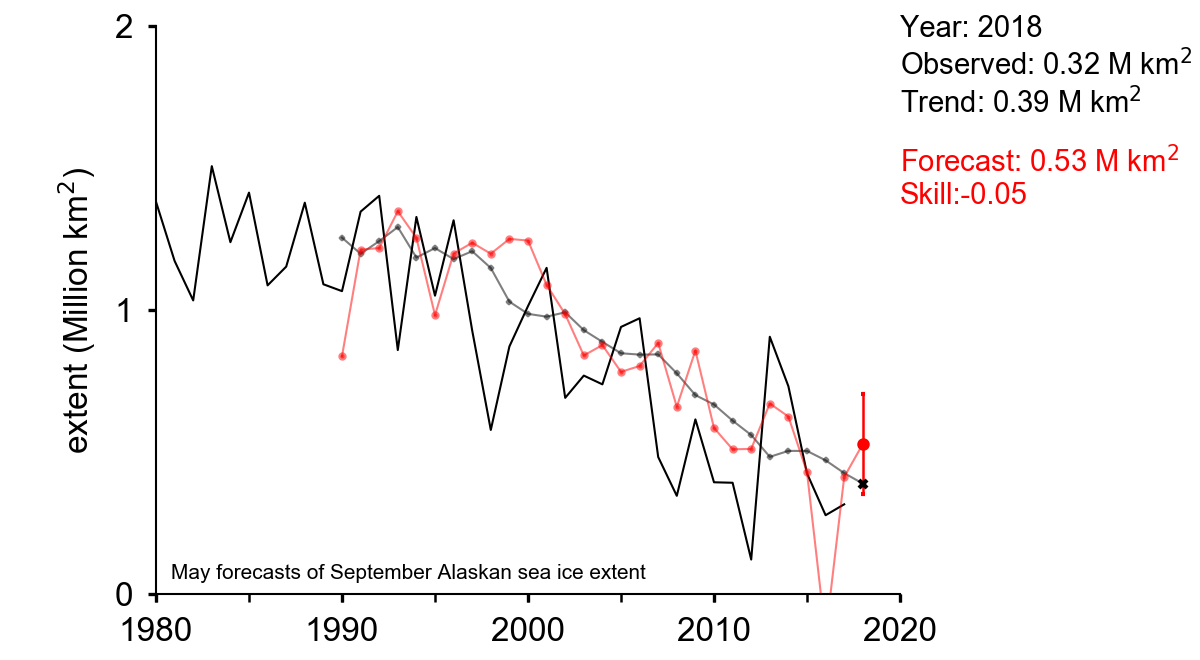 2
1
0
extent (Million km²)
1980
1990
2000
2010
2020
May forecasts of September Alaskan sea ice extent
Year: 2018
Observed: 0.32 M km²
Trend: 0.39 M km²
Forecast: 0.53 M km²
Skill:-0.05